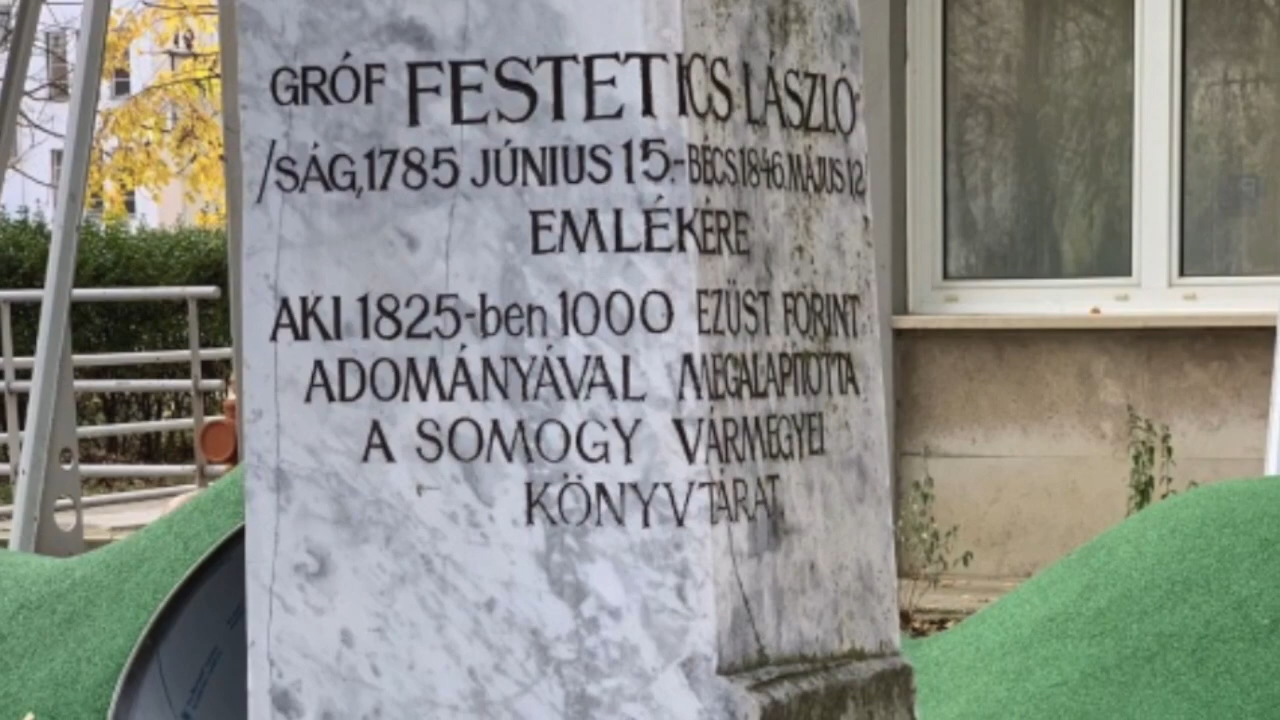 GRÓF FESTETICS LÁSZLÓ
/SÁG,1785 JÚNIUS 15.-BÉCS.1846.MÁJUS 12/
EMLÉKÉRE
AKI 1825-ben 1000 EZÜST FORINT
ADOMÁNYÁVAL MEGALAPÍTOTTA
A SOMOGY VÁRMEGYEI
KÖNYVTÁRAT